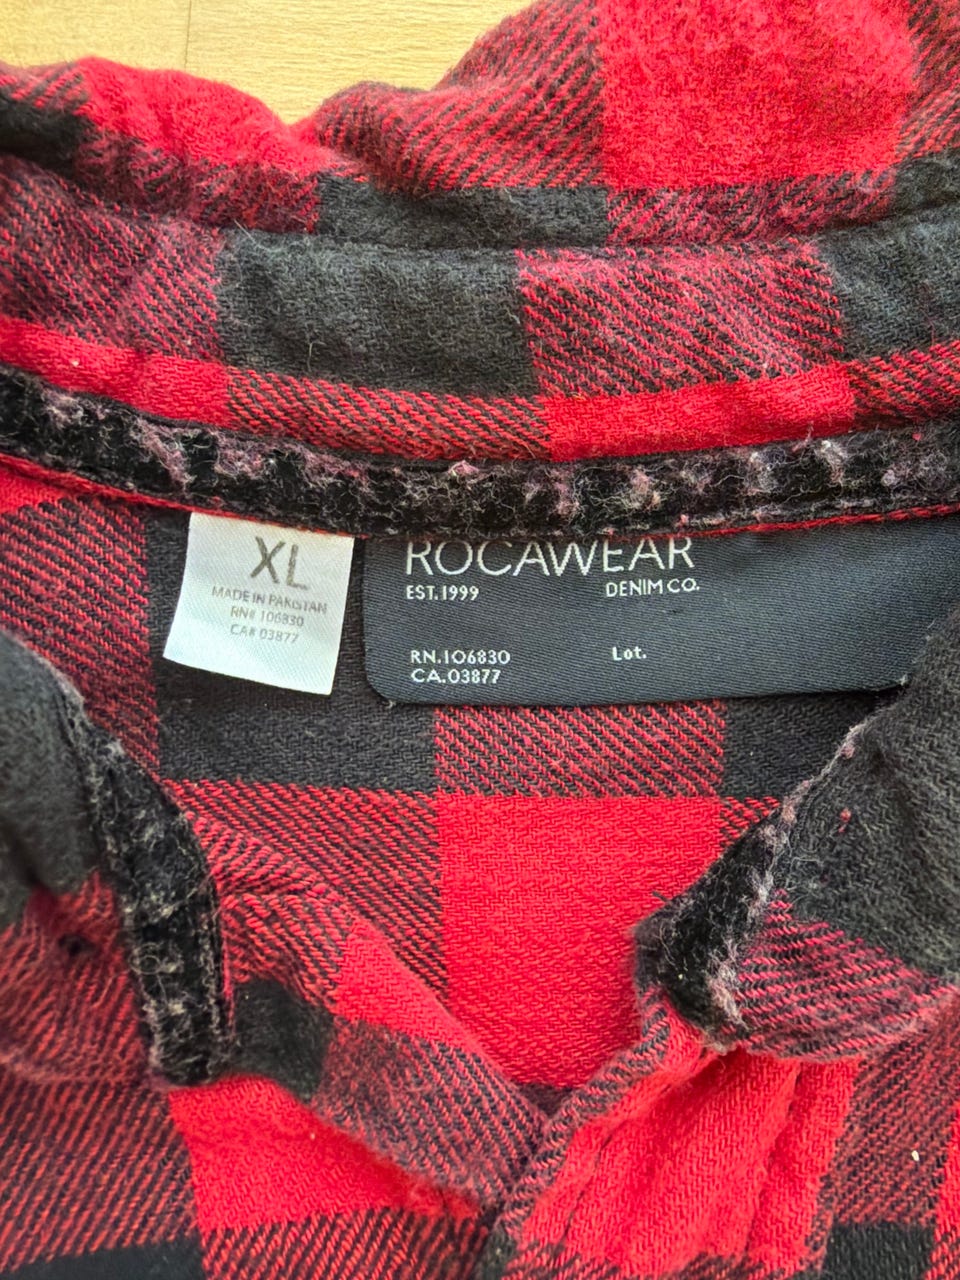 XL
MADE IN PAKISTAN
RN# 106830
CA# 03877
ROCAWEAR
EST. 1999 DENIM CO.
RN.106830 Lot.
CA.03877